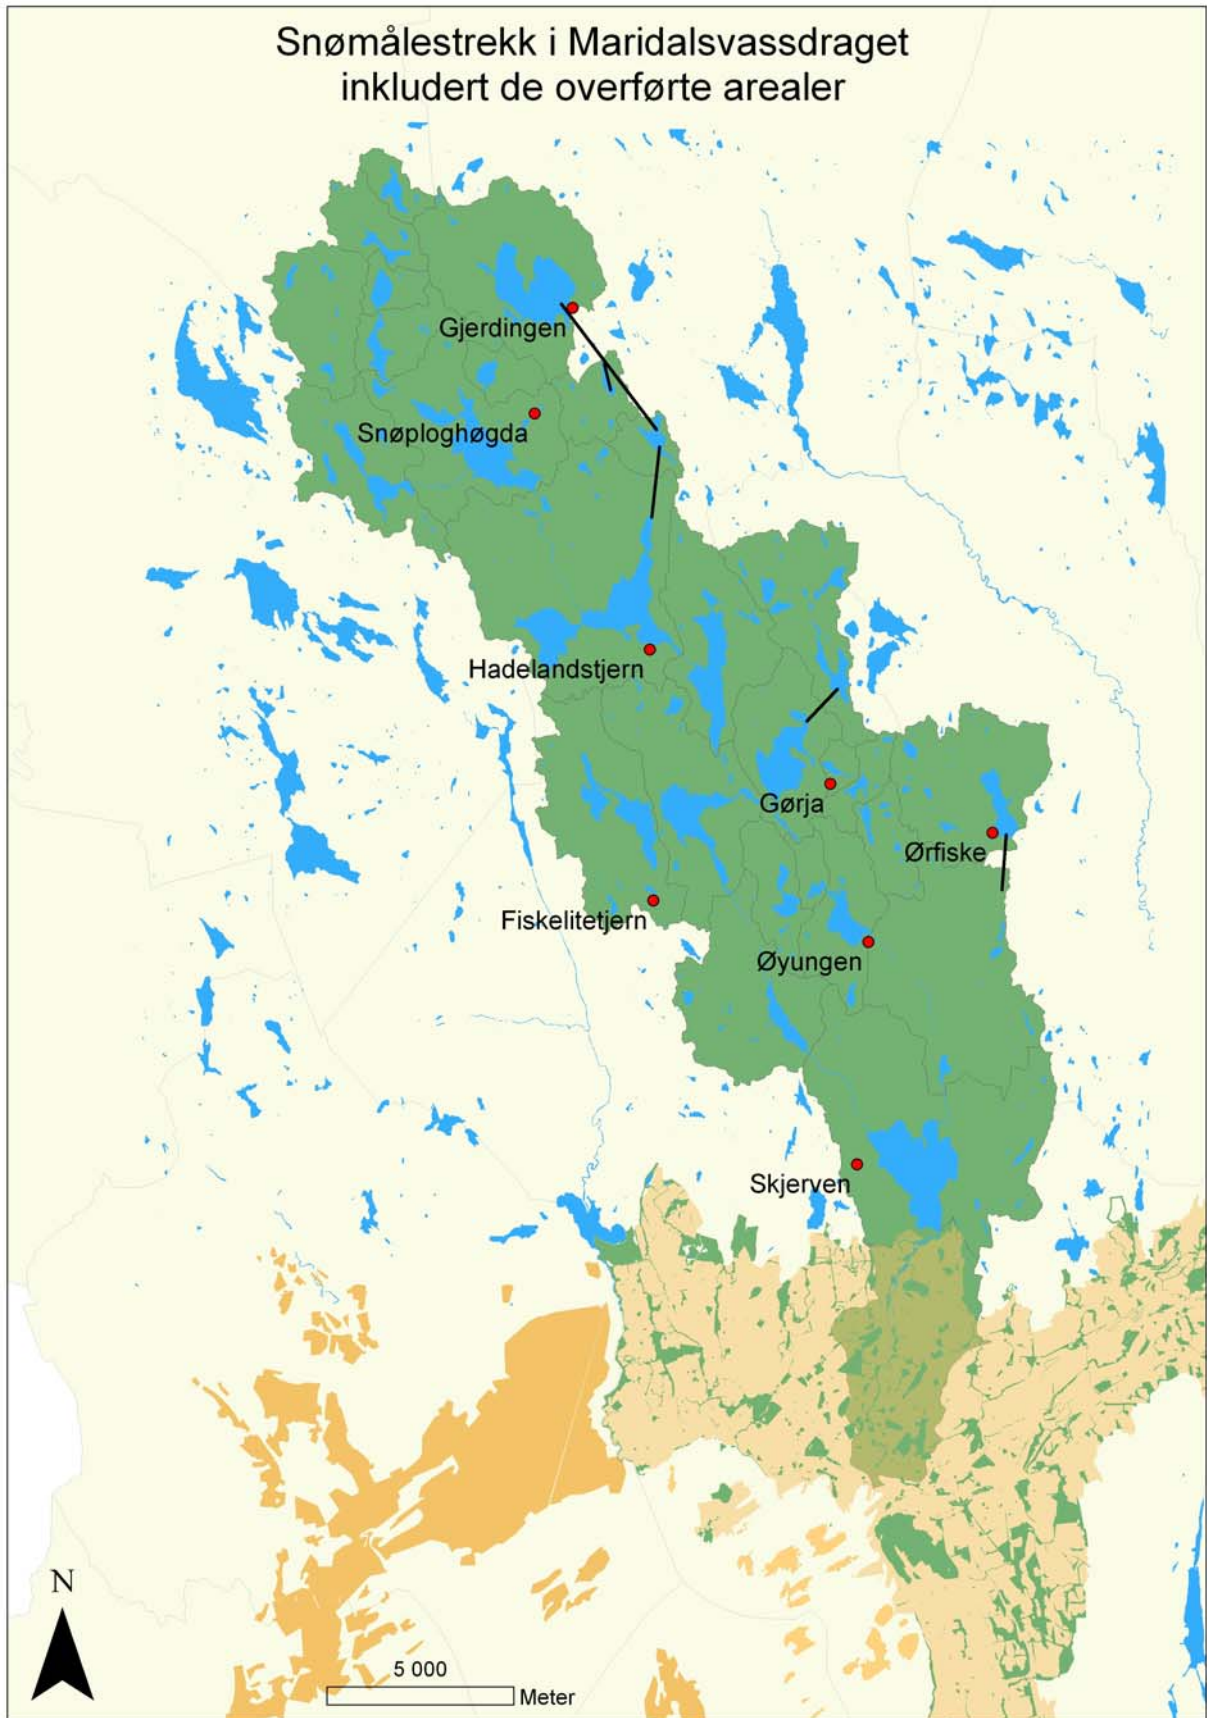 Snømålestrekk i Maridalsvassdraget
inkludert de overførte arealer
Gjerdingen
Snøploghøgda
Hadelandstjern
Gørja
Ørfiske
Fiskelitetjern
Øyungen
Skjerven
N
5 000
Meter